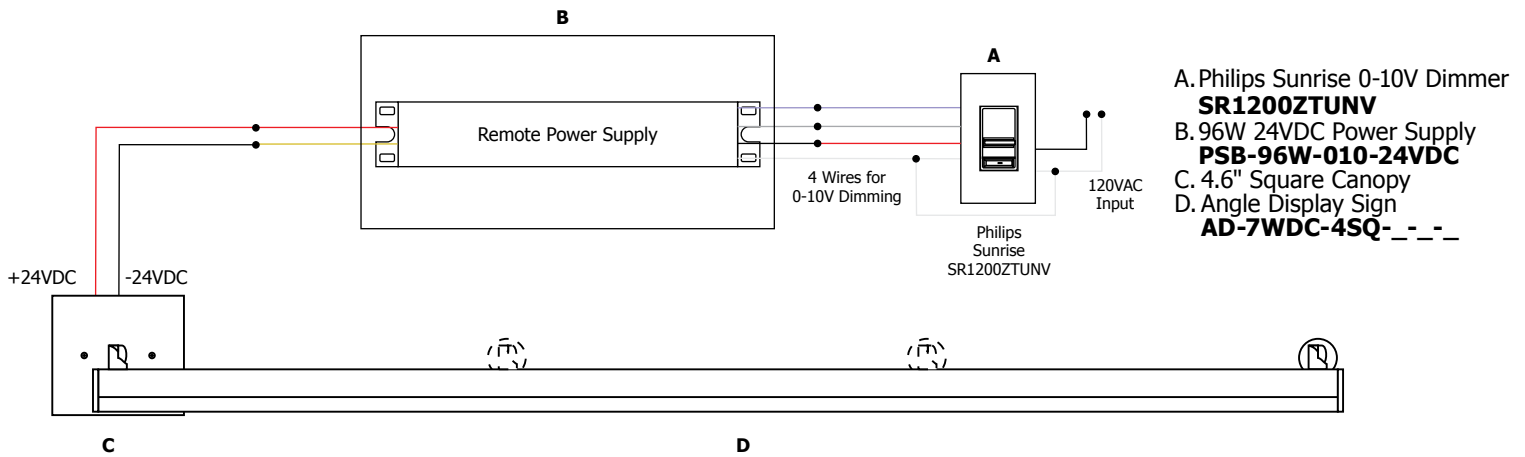 B
A
Remote Power Supply
4 Wires for
0-10V Dimming
120VAC
Input
Philips
Sunrise
SR1200ZTUNV
A. Philips Sunrise 0-10V Dimmer
SR1200ZTUNV
B. 96W 24VDC Power Supply
PSB-96W-010-24VDC
C. 4.6" Square Canopy
D. Angle Display Sign
AD-7WDC-4SQ-_-_-_
+24VDC
-24VDC
C
D